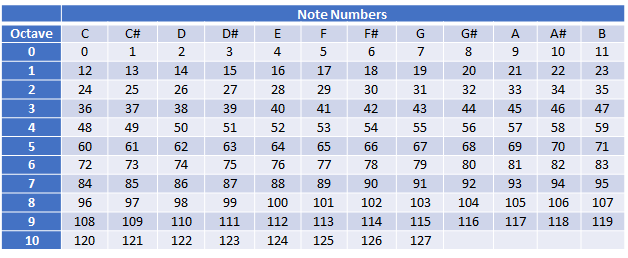 Note Numbers
Octave C C# D D# E F F# G G# A A# B
0 0 1 2 3 4 5 6 7 8 9 10 11
1 12 13 14 15 16 17 18 19 20 21 22 23
2 24 25 26 27 28 29 30 31 32 33 34 35
3 36 37 38 39 40 41 42 43 44 45 46 47
4 48 49 50 51 52 53 54 55 56 57 58 59
5 60 61 62 63 64 65 66 67 68 69 70 71
6 72 73 74 75 76 77 78 79 80 81 82 83
7 84 85 86 87 88 89 90 91 92 93 94 95
8 96 97 98 99 100 101 102 103 104 105 106 107
9 108 109 110 111 112 113 114 115 116 117 118 119
10 120 121 122 123 124 125 126 127